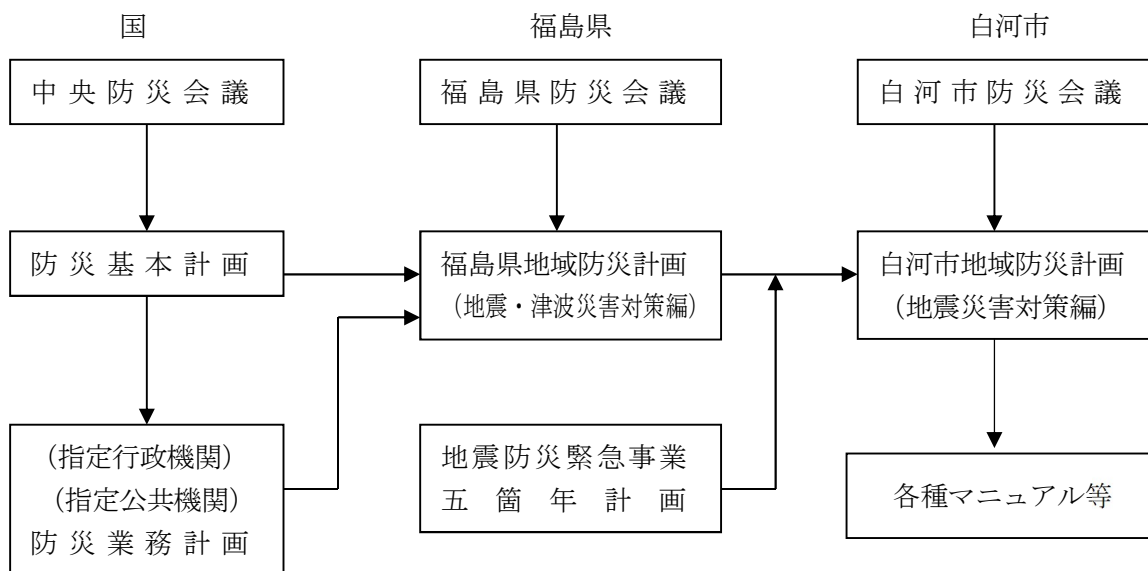 国
福島県
白河市
中央防災会議
福島県防災会議
白河市防災会議
防災基本計画
福島県地域防災計画
(地震・津波災害対策編)
白河市地域防災計画
(地震災害対策編)
(指定行政機関)
(指定公共機関)
防災業務計画
地震防災緊急事業
五箇年計画
各種マニュアル等